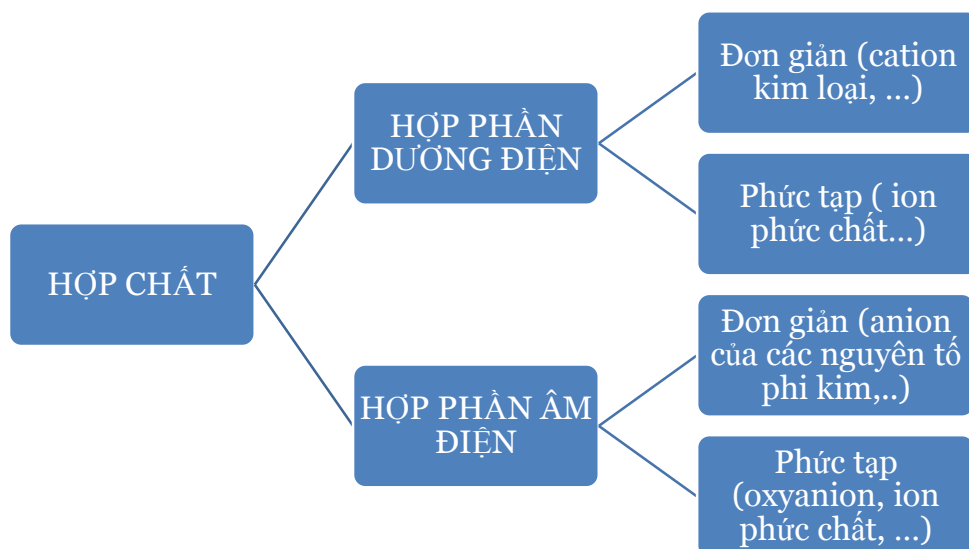 HỢP CHẤT
HỢP PHẦN
DƯƠNG ĐIỆN
Đơn giản (cation
kim loại, ...)
Phức tạp ( ion
phức chất...)
HỢP PHẦN ÂM
ĐIỆN
Đơn giản (anion
của các nguyên tố
phi kim,..)
Phức tạp
(oxyanion, ion
phức chất, ...)